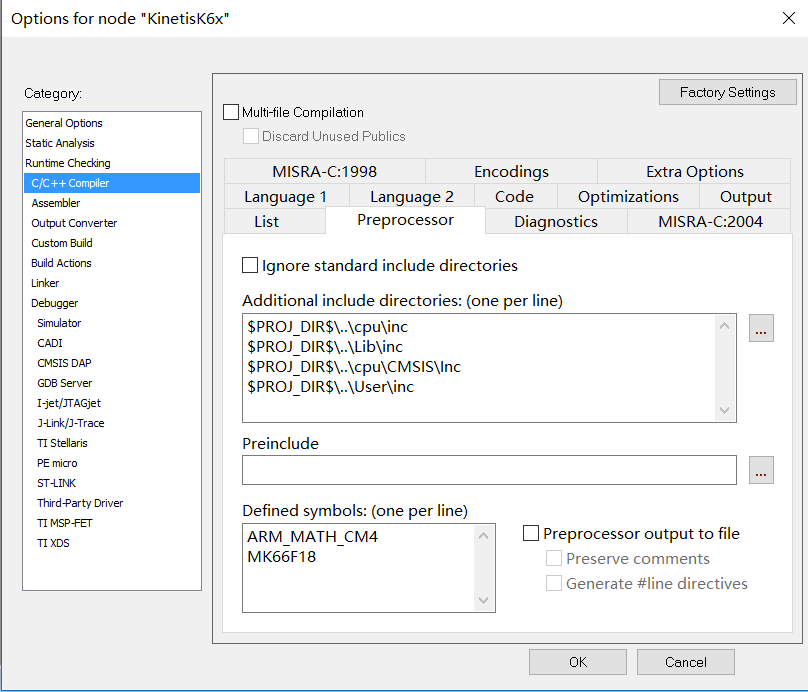 Options for node "KinetisK6x"
Category:
General Options
Static Analysis
Runtime Checking
C/C++ Compiler
Assembler
Output Converter
Custom Build
Build Actions
Linker
Debugger
Simulator
CADI
CMSIS DAP
GDB Server
I-jet/JTAGjet
J-Link/J-Trace
TI Stellaris
PE micro
ST-LINK
Third-Party Driver
TI MSP-FET
TI XDS
Factory Settings
Multi-file Compilation
Discard Unused Publics
MISRA-C:1998 Encodings Extra Options
Language 1 Language 2 Code Optimizations Output
List Preprocessor Diagnostics MISRA-C:2004
Ignore standard include directories
Additional include directories: (one per line)
$PROJ_DIR$\..\cpu\inc
$PROJ_DIR$\..\Lib\inc
$PROJ_DIR$\..\cpu\CMSIS\Inc
$PROJ_DIR$\..\User\inc
...
Preinclude
...
Defined symbols: (one per line)
ARM_MATH_CM4
MK66F18
Preprocessor output to file
Preserve comments
Generate #line directives
OK Cancel